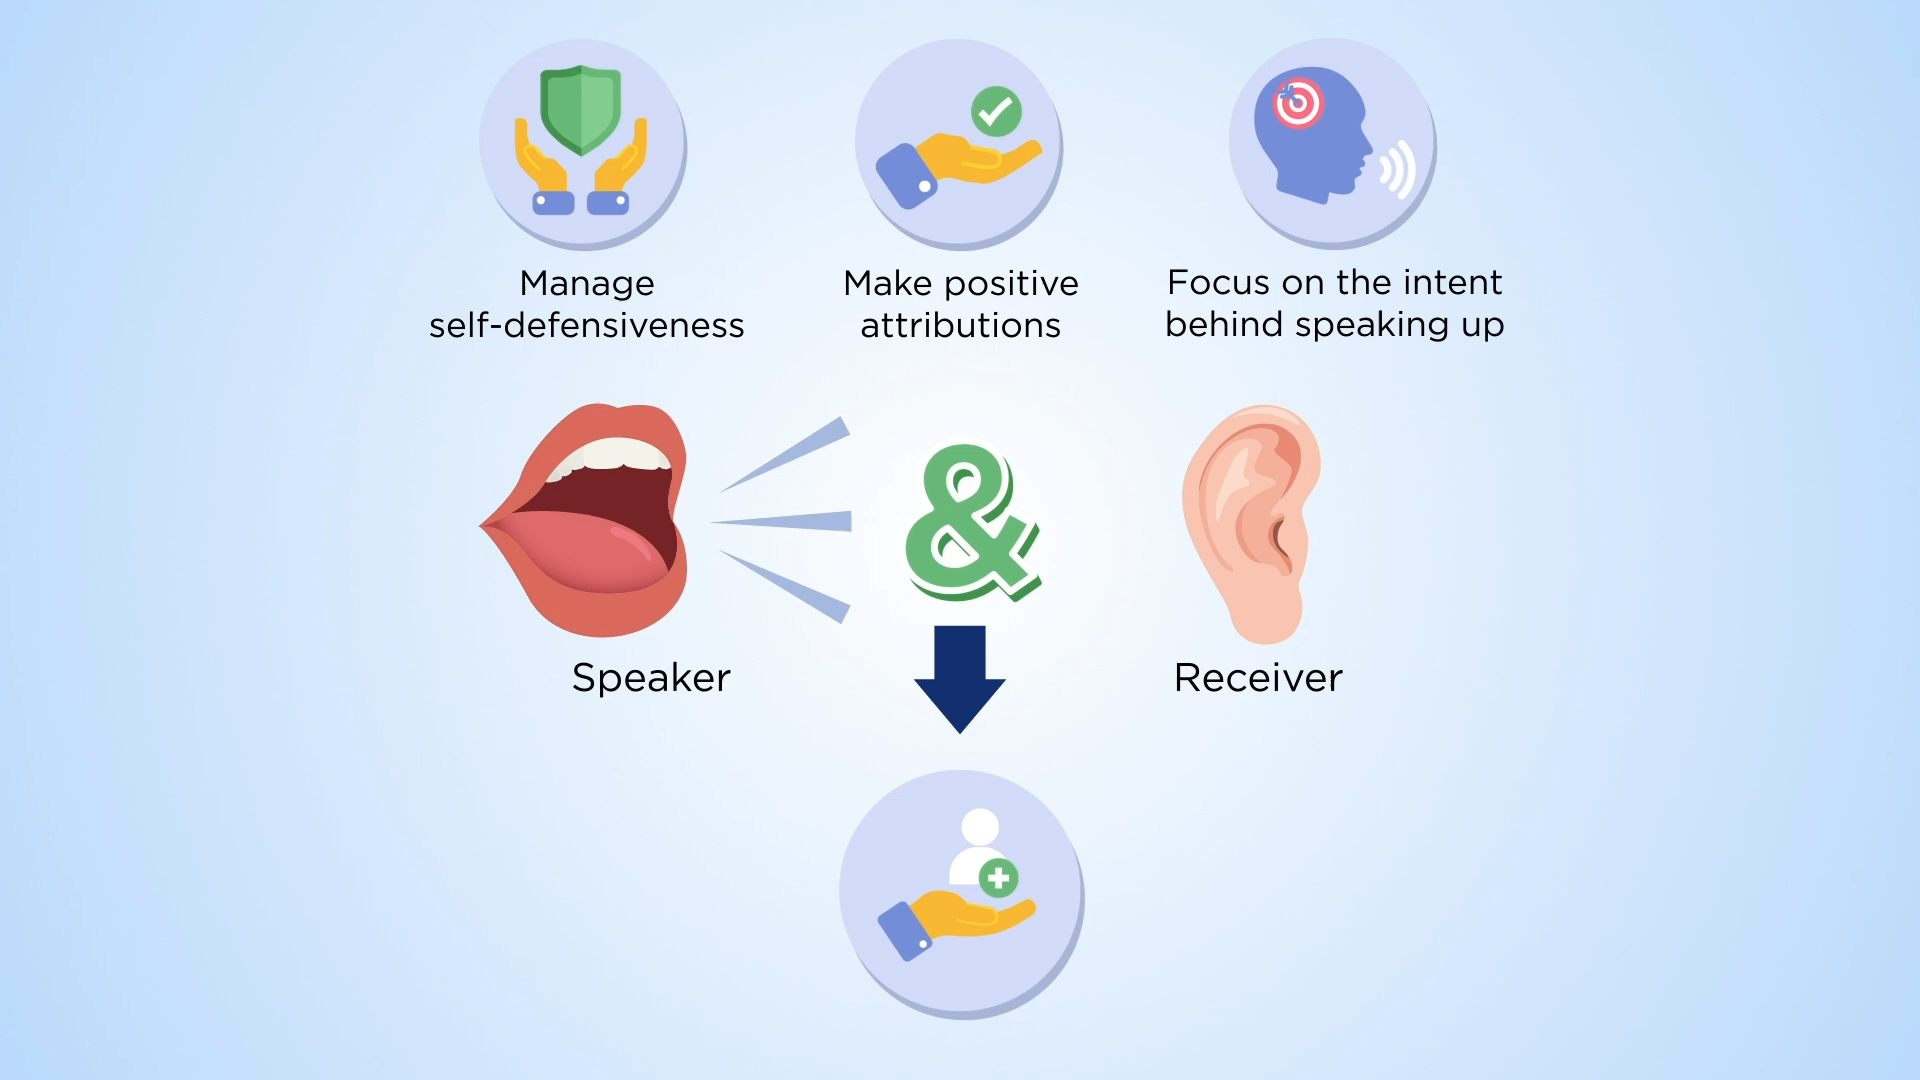 Manage
self-defensiveness
Make positive
attributions
Focus on the intent
behind speaking up
&
Speaker
Receiver